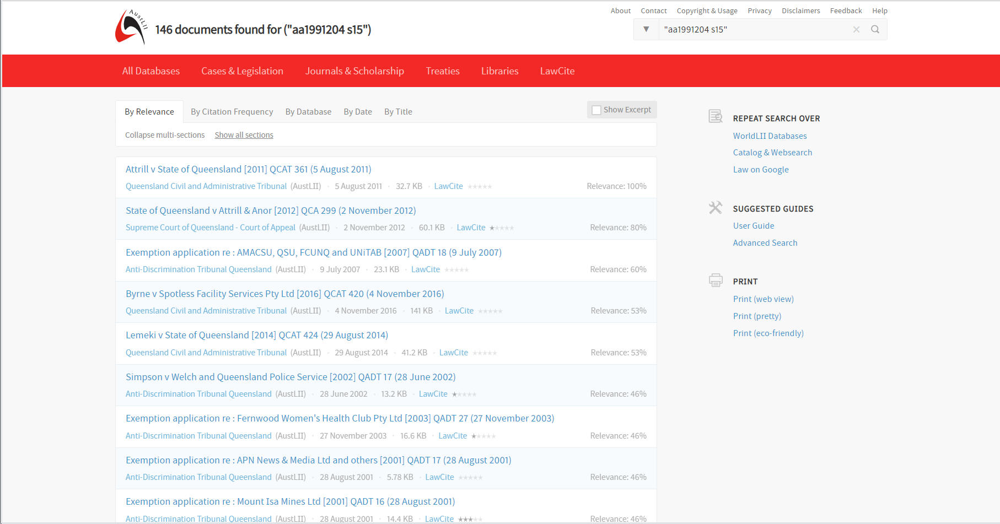 About Contact Copyright & Usage Privacy Disclaimers Feedback Help
AustLII
146 documents found for ("aa1991204 s15")
▼ "aa1991204 s15"
All Databases Cases & Legislation Journals & Scholarship Treaties Libraries LawCite
By Relevance By Citation Frequency By Database By Date By Title Show Excerpt
Collapse multi-sections Show all sections
Attrill v State of Queensland [2011] QCAT 361 (5 August 2011)
Queensland Civil and Administrative Tribunal (AustLII) · 5 August 2011 · 32.7 KB · LawCite ★★★★★ Relevance: 100%
State of Queensland v Attrill & Anor [2012] QCA 299 (2 November 2012)
Supreme Court of Queensland - Court of Appeal (AustLII) · 2 November 2012 · 60.1 KB · LawCite ★★★★★ Relevance: 80%
Exemption application re : AMACSU, QSU, FCUNQ and UNiTAB [2007] QADT 18 (9 July 2007)
Anti-Discrimination Tribunal Queensland (AustLII) · 9 July 2007 · 23.1 KB · LawCite ★★★★★ Relevance: 60%
Byrne v Spotless Facility Services Pty Ltd [2016] QCAT 420 (4 November 2016)
Queensland Civil and Administrative Tribunal (AustLII) · 4 November 2016 · 141 KB · LawCite ★★★★★ Relevance: 53%
Lemeki v State of Queensland [2014] QCAT 424 (29 August 2014)
Queensland Civil and Administrative Tribunal (AustLII) · 29 August 2014 · 41.2 KB · LawCite ★★★★★ Relevance: 53%
Simpson v Welch and Queensland Police Service [2002] QADT 17 (28 June 2002)
Anti-Discrimination Tribunal Queensland (AustLII) · 28 June 2002 · 13.2 KB · LawCite ★★★★★ Relevance: 46%
Exemption application re : Fernwood Women's Health Club Pty Ltd [2003] QADT 27 (27 November 2003)
Anti-Discrimination Tribunal Queensland (AustLII) · 27 November 2003 · 16.6 KB · LawCite ★★★★★ Relevance: 46%
Exemption application re : APN News & Media Ltd and others [2001] QADT 17 (28 August 2001)
Anti-Discrimination Tribunal Queensland (AustLII) · 28 August 2001 · 5.78 KB · LawCite ★★★★★ Relevance: 46%
Exemption application re : Mount Isa Mines Ltd [2001] QADT 16 (28 August 2001)
Anti-Discrimination Tribunal Queensland (AustLII) · 28 August 2001 · 14.4 KB · LawCite ★★★★★ Relevance: 46%
REPEAT SEARCH OVER
WorldLII Databases
Catalog & Websearch
Law on Google
SUGGESTED GUIDES
User Guide
Advanced Search
PRINT
Print (web view)
Print (pretty)
Print (eco-friendly)